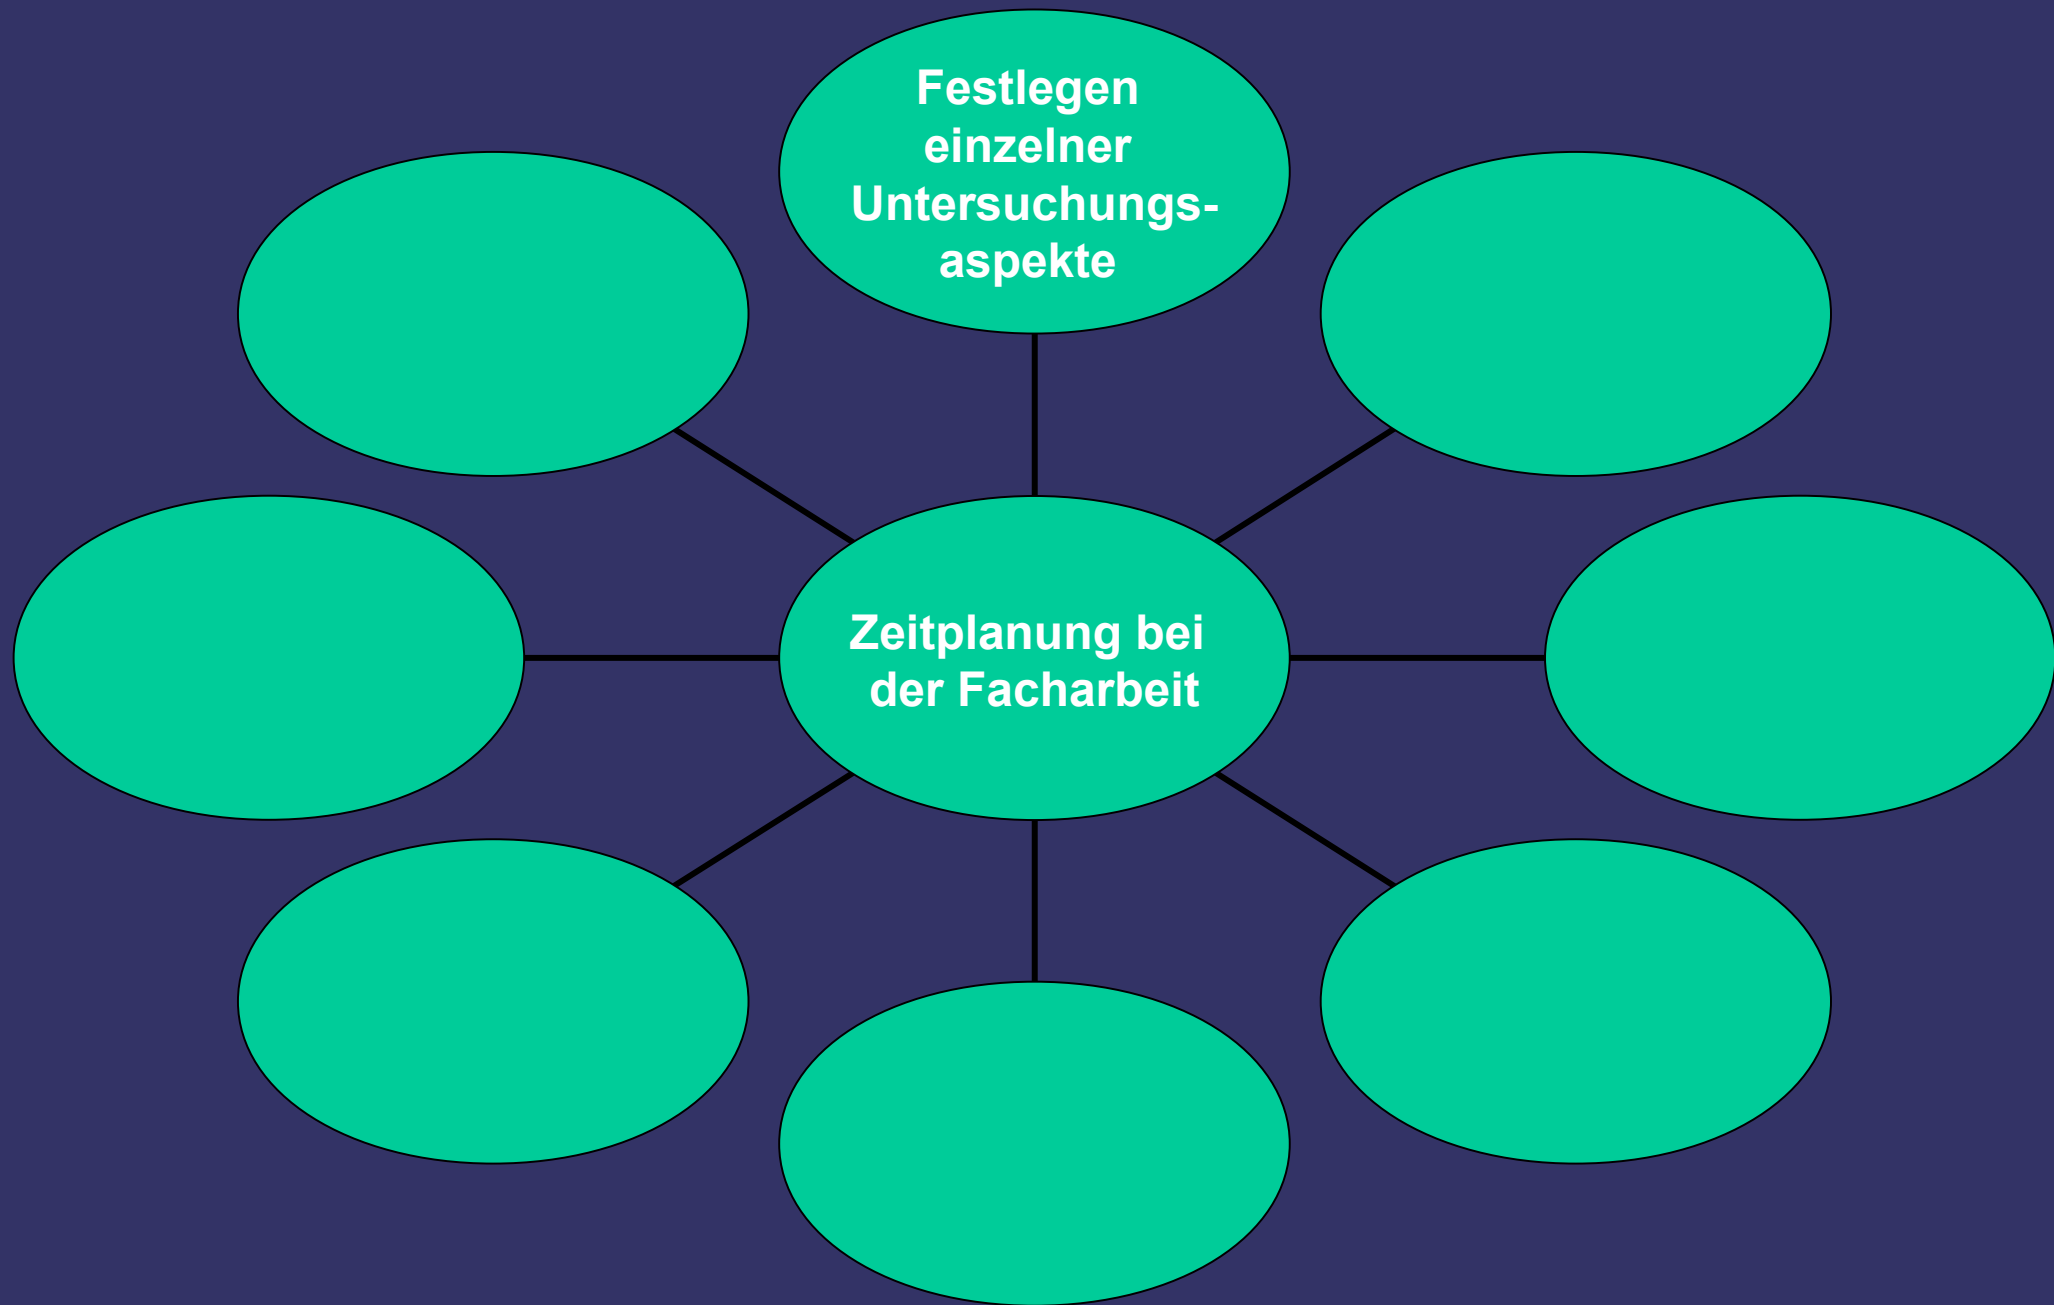 Festlegen
einzelner
Untersuchungs-
aspekte
Zeitplanung bei
der Facharbeit